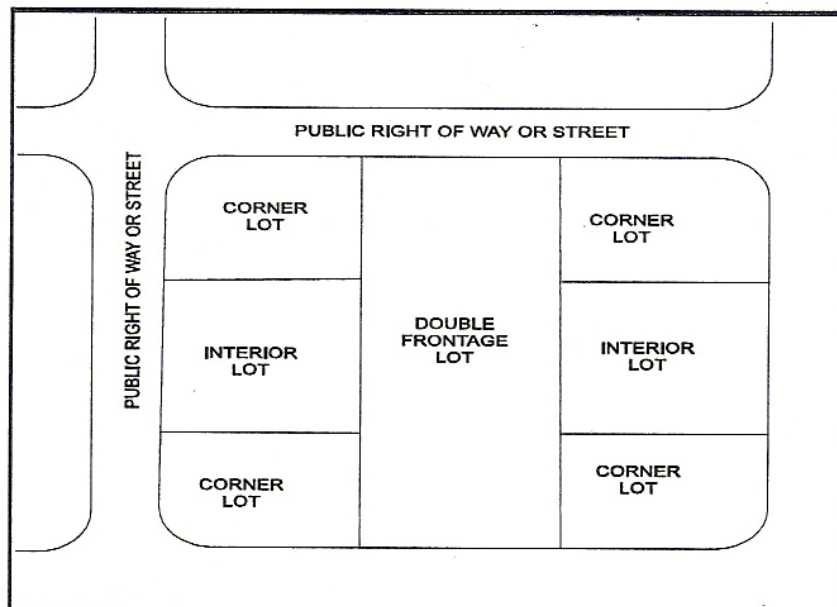 PUBLIC RIGHT OF WAY OR STREET
PUBLIC RIGHT OF WAY OR STREET
CORNER
LOT
CORNER
LOT
DOUBLE
FRONTAGE
LOT
INTERIOR
LOT
INTERIOR
LOT
CORNER
LOT
CORNER
LOT